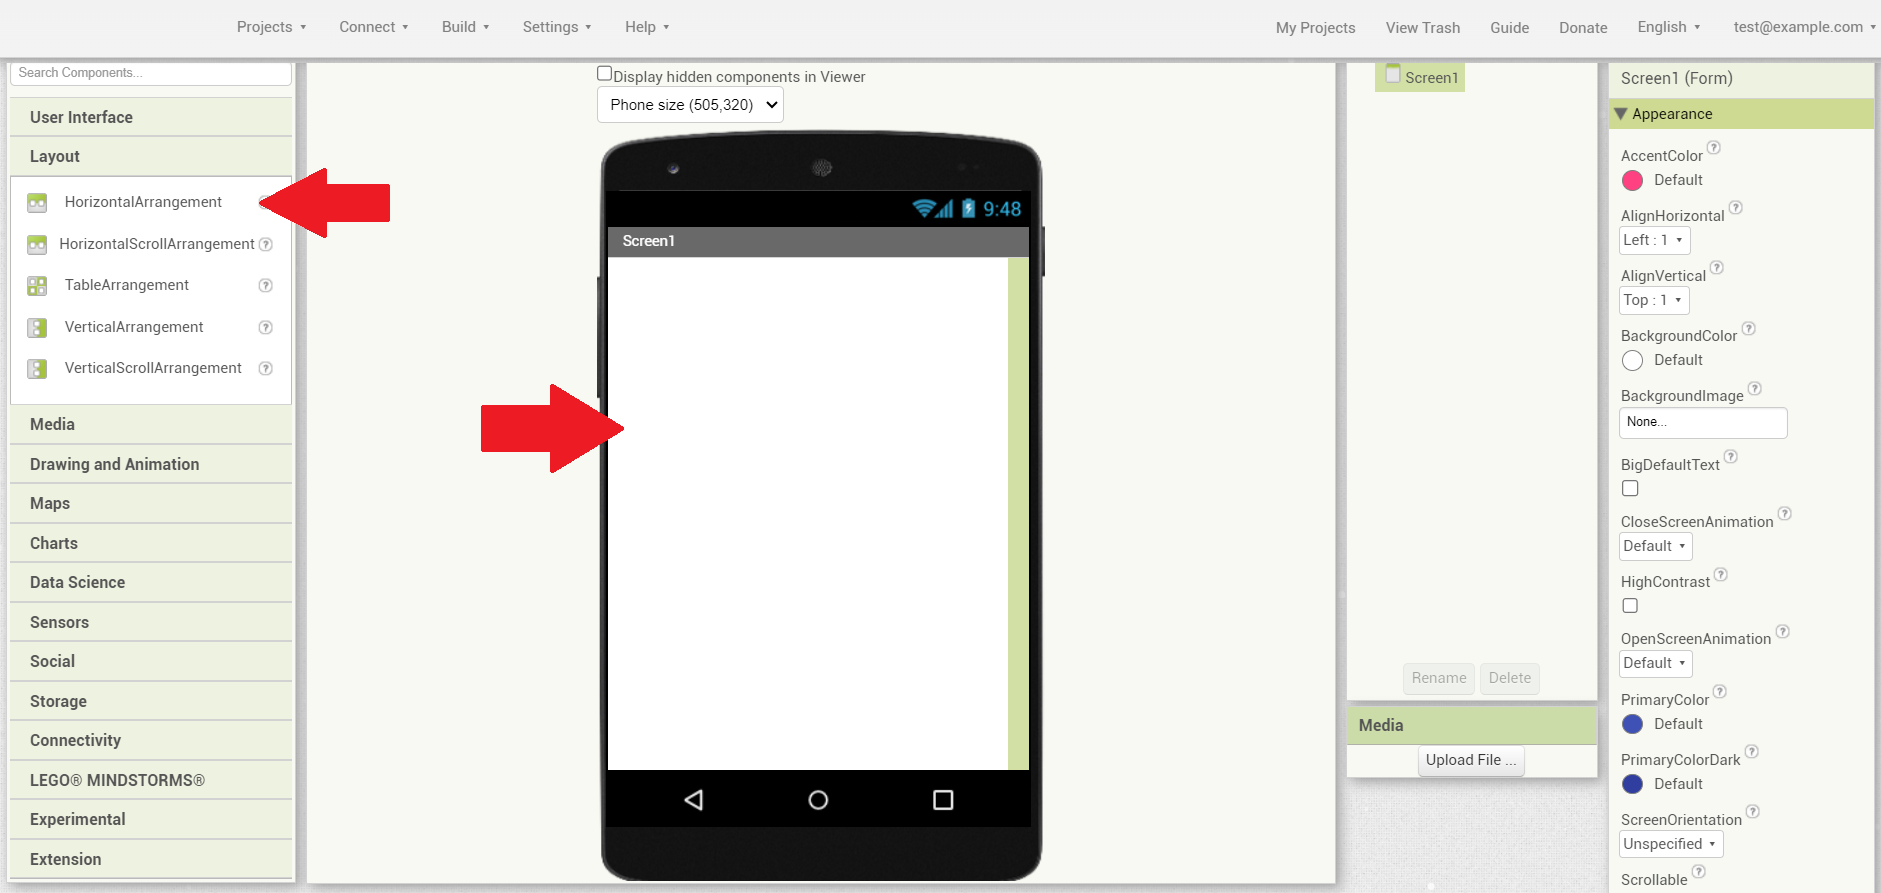 Projects ▾ Connect ▾ Build ▾ Settings ▾ Help ▾ My Projects View Trash Guide Donate English ▾ test@example.com ▾
Search Components...
User Interface
Layout
HorizontalArrangement
HorizontalScrollArrangement ?
TableArrangement ?
VerticalArrangement ?
VerticalScrollArrangement ?
Media
Drawing and Animation
Maps
Charts
Data Science
Sensors
Social
Storage
Connectivity
LEGO® MINDSTORMS®
Experimental
Extension
Display hidden components in Viewer
Phone size (505,320)
9:48
Screen1
Screen1
Rename Delete
Media
Upload File ...
Screen1 (Form)
Appearance
AccentColor ?
Default
AlignHorizontal ?
Left : 1 ▾
AlignVertical ?
Top : 1 ▾
BackgroundColor ?
Default
BackgroundImage ?
None...
BigDefaultText ?
CloseScreenAnimation ?
Default ▾
HighContrast ?
OpenScreenAnimation ?
Default ▾
PrimaryColor ?
Default
PrimaryColorDark ?
Default
ScreenOrientation ?
Unspecified ▾
Scrollable ?